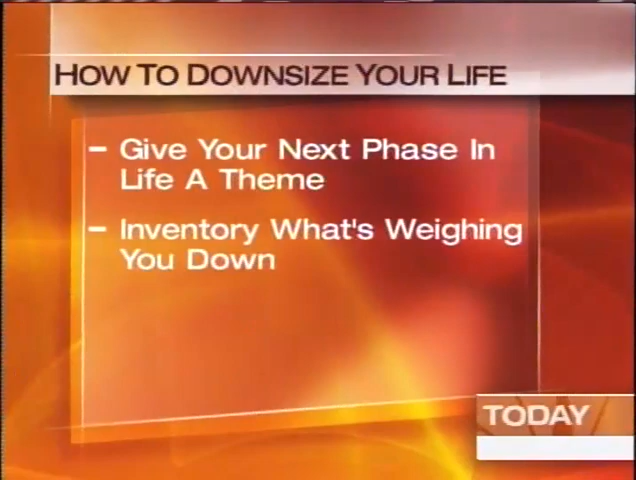 HOW TO DOWNSIZE YOUR LIFE
- Give Your Next Phase In
Life A Theme
- Inventory What's Weighing
You Down
TODAY